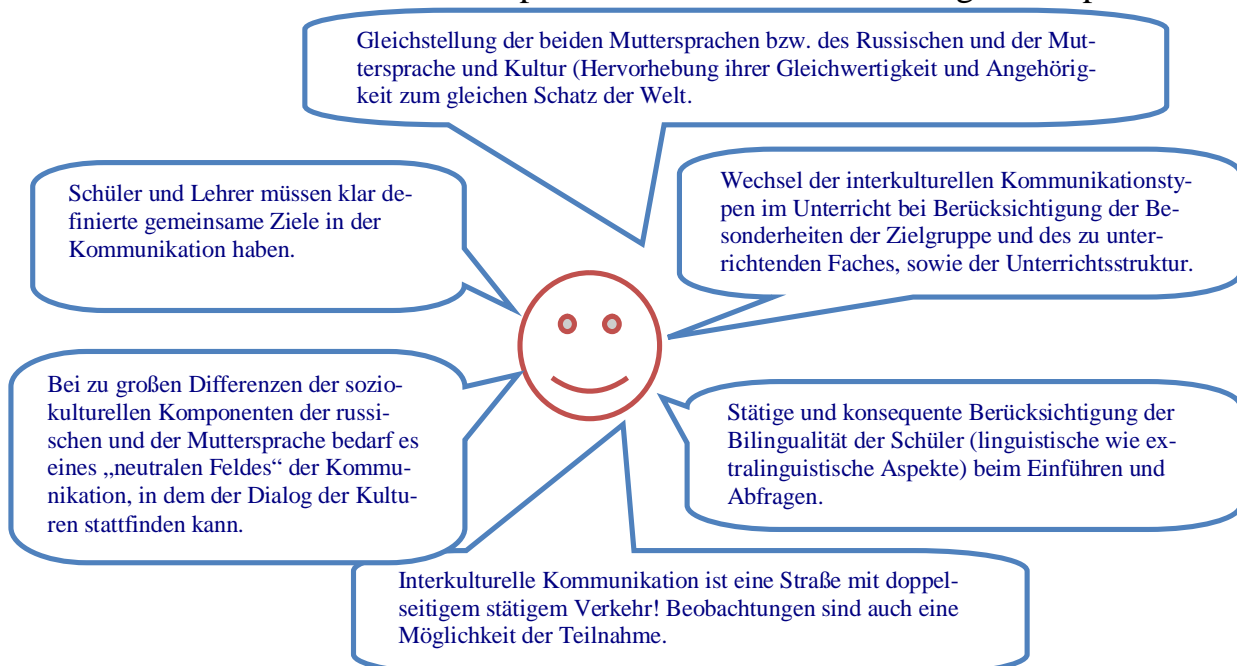 Gleichstellung der beiden Muttersprachen bzw. des Russischen und der Mut-
tersprache und Kultur (Hervorhebung ihrer Gleichwertigkeit und Angehörig-
keit zum gleichen Schatz der Welt.
Schüler und Lehrer müssen klar de-
finierte gemeinsame Ziele in der
Kommunikation haben.
Wechsel der interkulturellen Kommunikationsty-
pen im Unterricht bei Berücksichtigung der Be-
sonderheiten der Zielgruppe und des zu unter-
richtenden Faches, sowie der Unterrichtsstruktur.
Bei zu großen Differenzen der sozio-
kulturellen Komponenten der russi-
schen und der Muttersprache bedarf es
eines „neutralen Feldes“ der Kommu-
nikation, in dem der Dialog der Kultu-
ren stattfinden kann.
Stätige und konsequente Berücksichtigung der
Bilingualität der Schüler (linguistische wie ex-
tralinguistische Aspekte) beim Einführen und
Abfragen.
Interkulturelle Kommunikation ist eine Straße mit doppel-
seitigem stätigem Verkehr! Beobachtungen sind auch eine
Möglichkeit der Teilnahme.